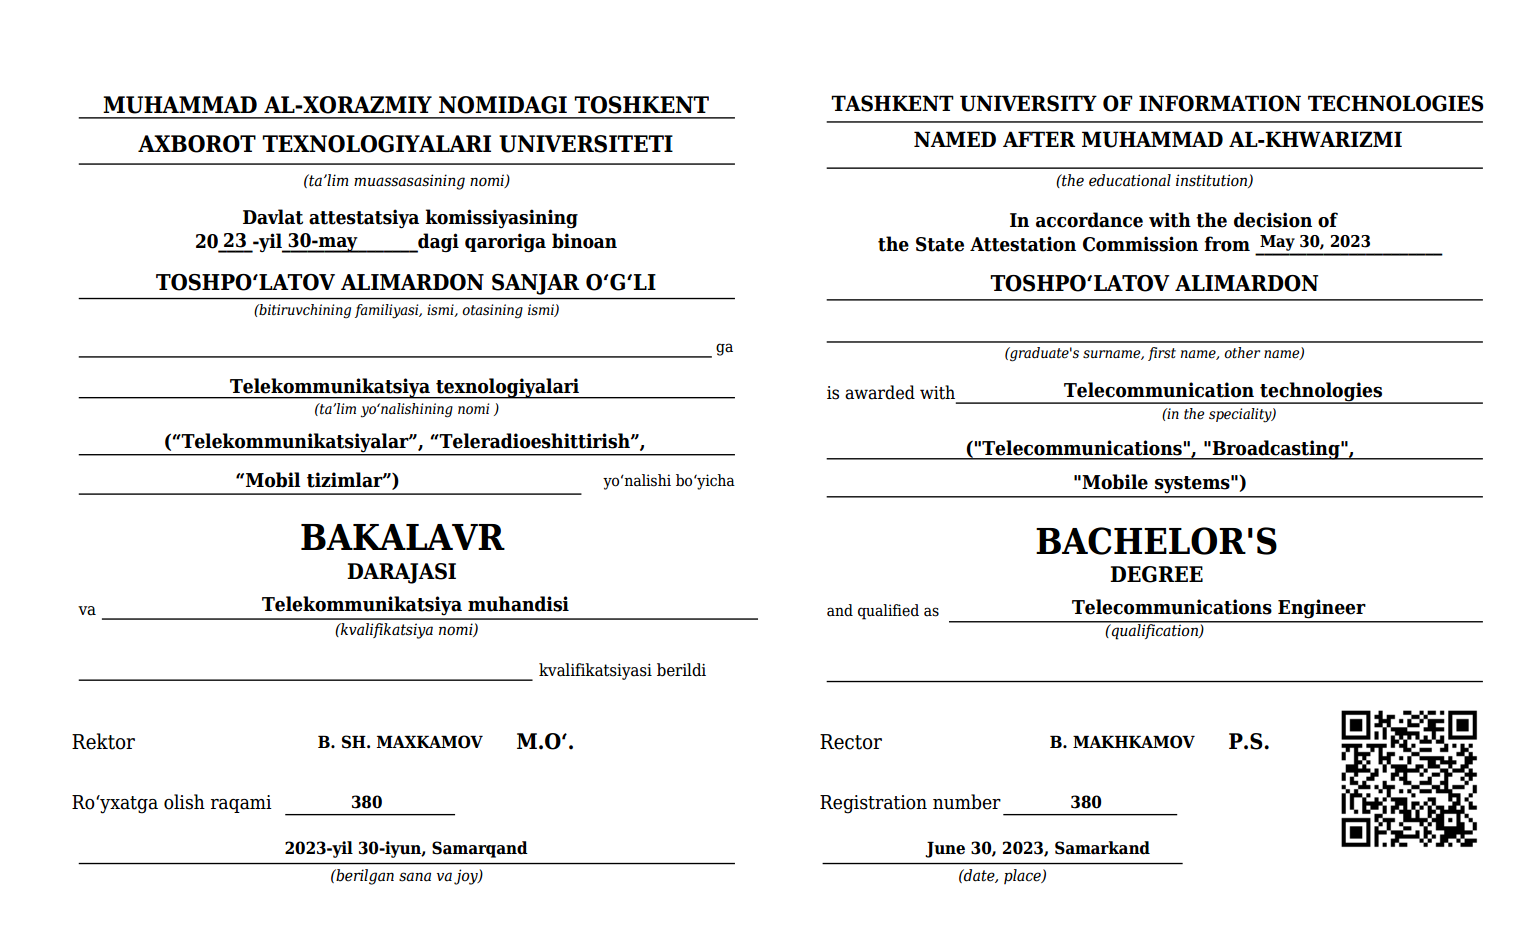 MUHAMMAD AL-XORAZMIY NOMIDAGI TOSHKENT
AXBOROT TEXNOLOGIYALARI UNIVERSITETI
(ta’lim muassasasining nomi)
Davlat attestatsiya komissiyasining
20 23 -yil 30-may dagi qaroriga binoan
TOSHPO‘LATOV ALIMARDON SANJAR O‘G‘LI
(bitiruvchining familiyasi, ismi, otasining ismi)
ga
Telekommunikatsiya texnologiyalari
(ta’lim yo‘nalishining nomi )
(“Telekommunikatsiyalar”, “Teleradioeshittirish”,
“Mobil tizimlar”) yo‘nalishi bo‘yicha
BAKALAVR
DARAJASI
va Telekommunikatsiya muhandisi
(kvalifikatsiya nomi)
kvalifikatsiyasi berildi
Rektor B. SH. MAXKAMOV M.O‘.
Ro‘yxatga olish raqami 380
2023-yil 30-iyun, Samarqand
(berilgan sana va joy)
TASHKENT UNIVERSITY OF INFORMATION TECHNOLOGIES
NAMED AFTER MUHAMMAD AL-KHWARIZMI
(the educational institution)
In accordance with the decision of
the State Attestation Commission from May 30, 2023
TOSHPO‘LATOV ALIMARDON
(graduate's surname, first name, other name)
is awarded with Telecommunication technologies
(in the speciality)
("Telecommunications", "Broadcasting",
"Mobile systems")
BACHELOR'S
DEGREE
and qualified as Telecommunications Engineer
(qualification)
Rector B. MAKHKAMOV P.S.
Registration number 380
June 30, 2023, Samarkand
(date, place)